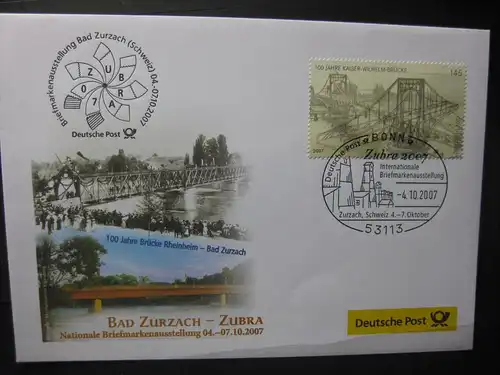 Briefmarkenausstellung Bad Zurzach (Schweiz) 04.-07.10.2007
ZUBRA 07
Deutsche Post
100 JAHRE KAISER-WILHELM-BRÜCKE
145
2007
Deutsche Post
BONN
Zubra 2007
Internationale
Briefmarkenausstellung
-4.10.2007
Zurzach, Schweiz 4.-7. Oktober
53113
100 Jahre Brücke Rheinheim - Bad Zurzach
BAD ZURZACH – ZUBRA
Nationale Briefmarkenausstellung 04.–07.10.2007
Deutsche Post